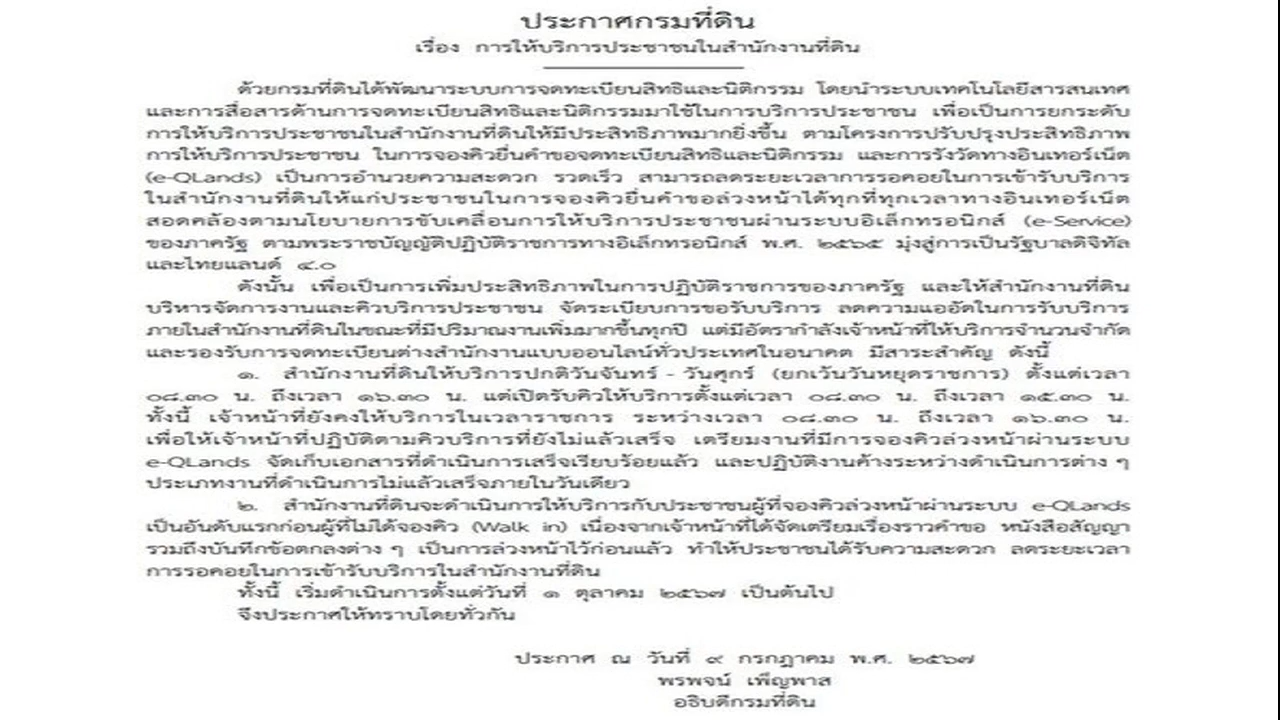 ประกาศกรมที่ดิน
เรื่อง การให้บริการประชาชนในสำนักงานที่ดิน
ด้วยกรมที่ดินได้พัฒนาระบบการจดทะเบียนสิทธิและนิติกรรม โดยนำระบบเทคโนโลยีสารสนเทศ
และการสื่อสารด้านการจดทะเบียนสิทธิและนิติกรรมมาใช้ในการบริการประชาชน เพื่อเป็นการยกระดับ
การให้บริการประชาชนในสำนักงานที่ดินให้มีประสิทธิภาพมากยิ่งขึ้น ตามโครงการปรับปรุงประสิทธิภาพ
การให้บริการประชาชน ในการจองคิวยื่นคำขอจดทะเบียนสิทธิและนิติกรรม และการรังวัดทางอินเทอร์เน็ต
(e-QLands) เป็นการอำนวยความสะดวก รวดเร็ว สามารถลดระยะเวลาการรอคอยในการเข้ารับบริการ
ในสำนักงานที่ดินให้แก่ประชาชนในการจองคิวยื่นคำขอล่วงหน้าได้ทุกที่ทุกเวลาทางอินเทอร์เน็ต
สอดคล้องตามนโยบายการขับเคลื่อนการให้บริการประชาชนผ่านระบบอิเล็กทรอนิกส์ (e-Service)
ของภาครัฐ ตามพระราชบัญญัติปฏิบัติราชการทางอิเล็กทรอนิกส์ พ.ศ. ๒๕๖๕ มุ่งสู่การเป็นรัฐบาลดิจิทัล
และไทยแลนด์ ๔.๐
ดังนั้น เพื่อเป็นการเพิ่มประสิทธิภาพในการปฏิบัติราชการของภาครัฐ และให้สำนักงานที่ดิน
บริหารจัดการงานและคิวบริการประชาชน จัดระเบียบการขอรับบริการ ลดความแออัดในการรับบริการ
ภายในสำนักงานที่ดินในขณะที่มีปริมาณงานเพิ่มมากขึ้นทุกปี แต่มีอัตรากำลังเจ้าหน้าที่ให้บริการจำนวนจำกัด
และรองรับการจดทะเบียนต่างสำนักงานแบบออนไลน์ทั่วประเทศในอนาคต มีสาระสำคัญ ดังนี้
๑. สำนักงานที่ดินให้บริการปกติวันจันทร์ - วันศุกร์ (ยกเว้นวันหยุดราชการ) ตั้งแต่เวลา
๐๘.๓๐ น. ถึงเวลา ๑๖.๓๐ น. แต่เปิดรับคิวให้บริการตั้งแต่เวลา ๐๘.๓๐ น. ถึงเวลา ๑๕.๓๐ น.
ทั้งนี้ เจ้าหน้าที่ยังคงให้บริการในเวลาราชการ ระหว่างเวลา ๐๘.๓๐ น. ถึงเวลา ๑๖.๓๐ น.
เพื่อให้เจ้าหน้าที่ปฏิบัติตามคิวบริการที่ยังไม่แล้วเสร็จ เตรียมงานที่มีการจองคิวล่วงหน้าผ่านระบบ
e-QLands จัดเก็บเอกสารที่ดำเนินการเสร็จเรียบร้อยแล้ว และปฏิบัติงานค้างระหว่างดำเนินการต่าง ๆ
ประเภทงานที่ดำเนินการไม่แล้วเสร็จภายในวันเดียว
๒. สำนักงานที่ดินจะดำเนินการให้บริการกับประชาชนผู้ที่จองคิวล่วงหน้าผ่านระบบ e-QLands
เป็นอันดับแรกก่อนผู้ที่ไม่ได้จองคิว (Walk in) เนื่องจากเจ้าหน้าที่ได้จัดเตรียมเรื่องราวคำขอ หนังสือสัญญา
รวมถึงบันทึกข้อตกลงต่าง ๆ เป็นการล่วงหน้าไว้ก่อนแล้ว ทำให้ประชาชนได้รับความสะดวก ลดระยะเวลา
การรอคอยในการเข้ารับบริการในสำนักงานที่ดิน
ทั้งนี้ เริ่มดำเนินการตั้งแต่วันที่ ๑ ตุลาคม ๒๕๖๗ เป็นต้นไป
จึงประกาศให้ทราบโดยทั่วกัน
ประกาศ ณ วันที่ ๙ กรกฎาคม พ.ศ. ๒๕๖๗
พรพจน์ เพ็ญพาส
อธิบดีกรมที่ดิน